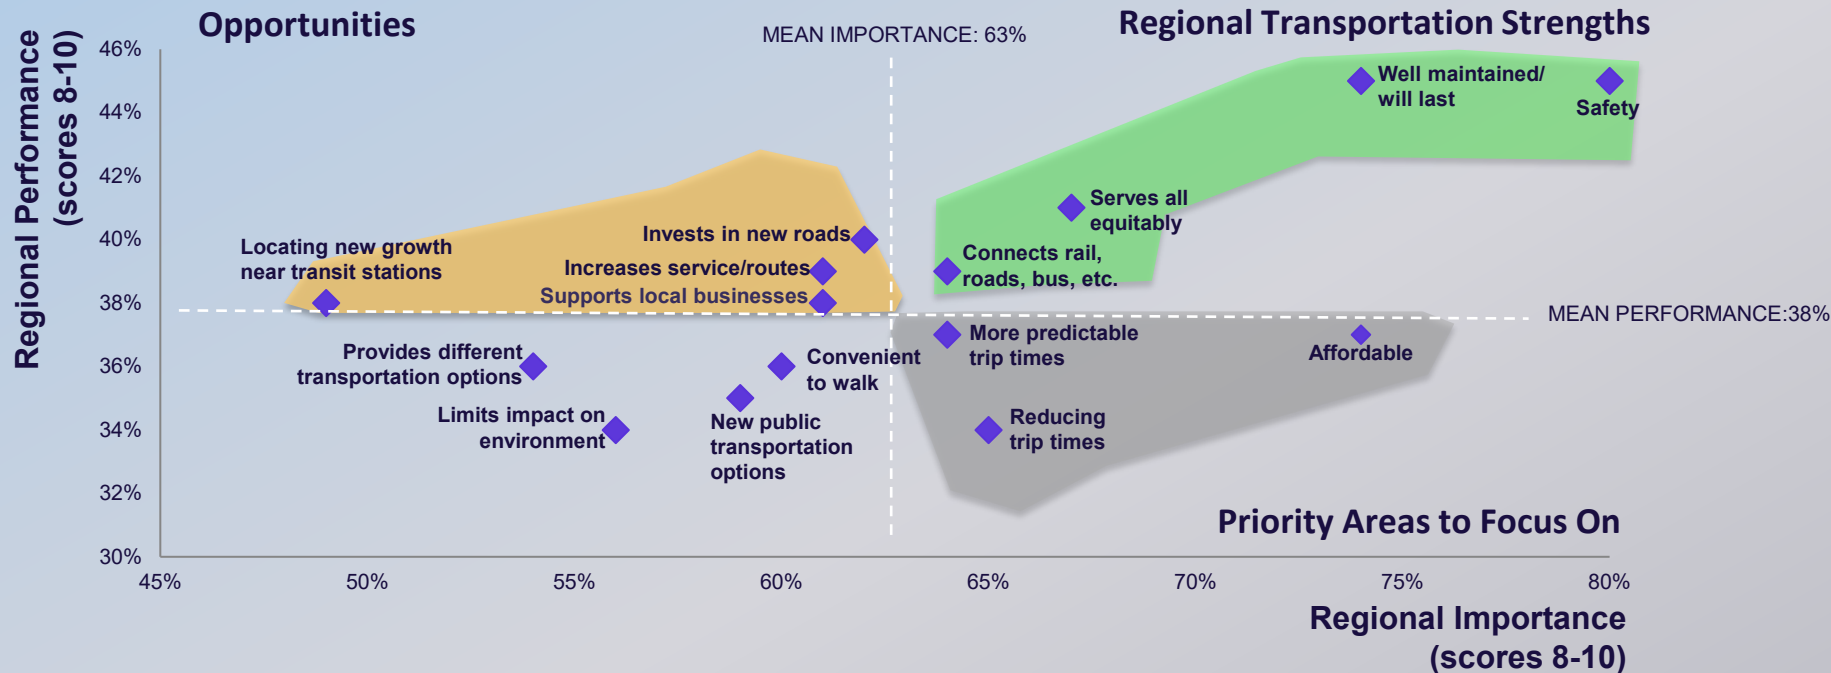 Opportunities
Regional Transportation Strengths
MEAN IMPORTANCE: 63%
Regional Performance
(scores 8-10)
46%
44%
42%
40%
38%
36%
34%
32%
30%
Well maintained/
will last
Safety
Serves all
equitably
Connects rail,
roads, bus, etc.
Invests in new roads
Locating new growth
near transit stations
Increases service/routes
Supports local businesses
MEAN PERFORMANCE:38%
More predictable
trip times
Affordable
Provides different
transportation options
Convenient
to walk
Limits impact on
environment
New public
transportation
options
Reducing
trip times
Priority Areas to Focus On
45%
50%
55%
60%
65%
70%
75%
80%
Regional Importance
(scores 8-10)